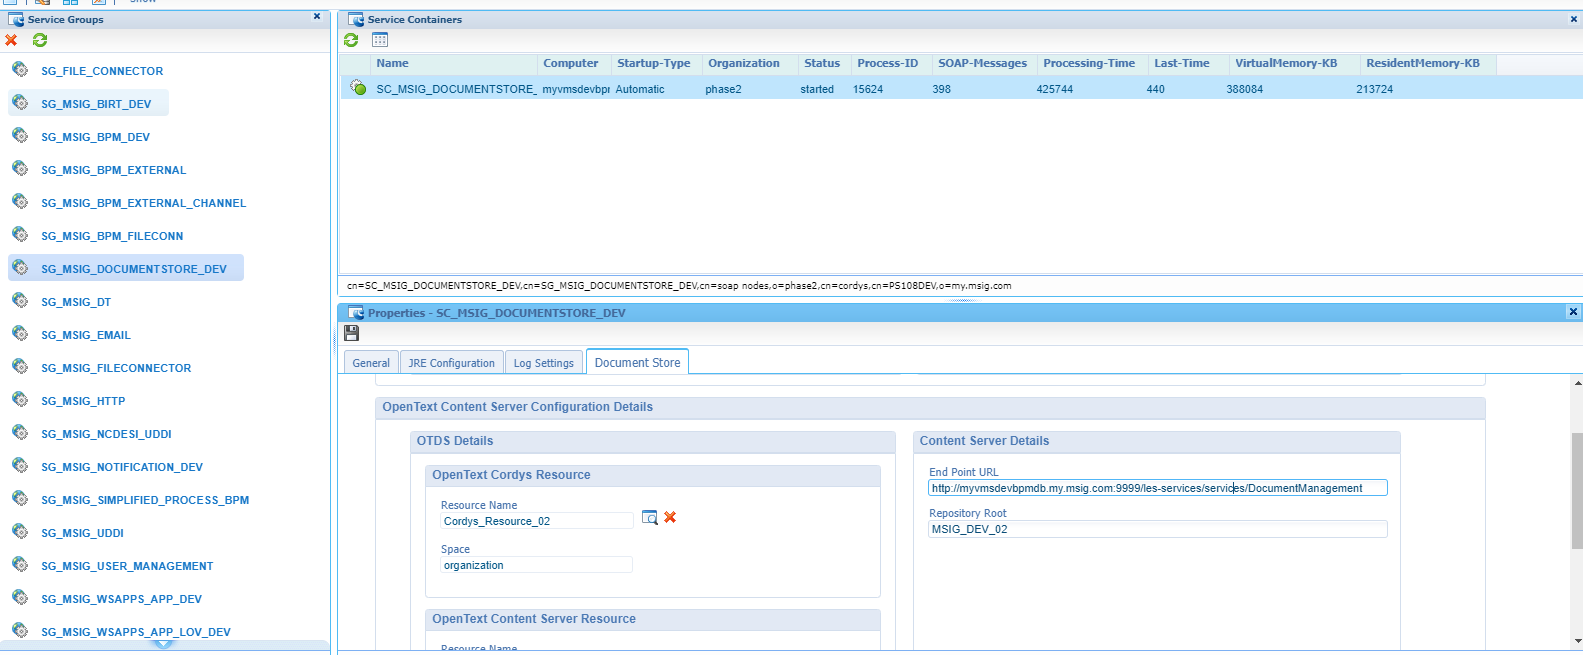 Show
Service Groups
SG_FILE_CONNECTOR
SG_MSIG_BIRT_DEV
SG_MSIG_BPM_DEV
SG_MSIG_BPM_EXTERNAL
SG_MSIG_BPM_EXTERNAL_CHANNEL
SG_MSIG_BPM_FILECONN
SG_MSIG_DOCUMENTSTORE_DEV
SG_MSIG_DT
SG_MSIG_EMAIL
SG_MSIG_FILECONNECTOR
SG_MSIG_HTTP
SG_MSIG_NCDESI_UDDI
SG_MSIG_NOTIFICATION_DEV
SG_MSIG_SIMPLIFIED_PROCESS_BPM
SG_MSIG_UDDI
SG_MSIG_USER_MANAGEMENT
SG_MSIG_WSAPPS_APP_DEV
SG_MSIG_WSAPPS_APP_LOV_DEV
Service Containers
Name Computer Startup-Type Organization Status Process-ID SOAP-Messages Processing-Time Last-Time VirtualMemory-KB ResidentMemory-KB
SC_MSIG_DOCUMENTSTORE_ myvmsdevbpr Automatic phase2 started 15624 398 425744 440 388084 213724
cn=SC_MSIG_DOCUMENTSTORE_DEV,cn=SG_MSIG_DOCUMENTSTORE_DEV,cn=soap nodes,o=phase2,cn=cordys,cn=PS108DEV,o=my.msig.com
Properties - SC_MSIG_DOCUMENTSTORE_DEV
General JRE Configuration Log Settings Document Store
OpenText Content Server Configuration Details
OTDS Details
OpenText Cordys Resource
Resource Name
Cordys_Resource_02
Space
organization
OpenText Content Server Resource
Resource Name
Content Server Details
End Point URL
http://myvmsdevbpmdb.my.msig.com:9999/les-services/services/DocumentManagement
Repository Root
MSIG_DEV_02